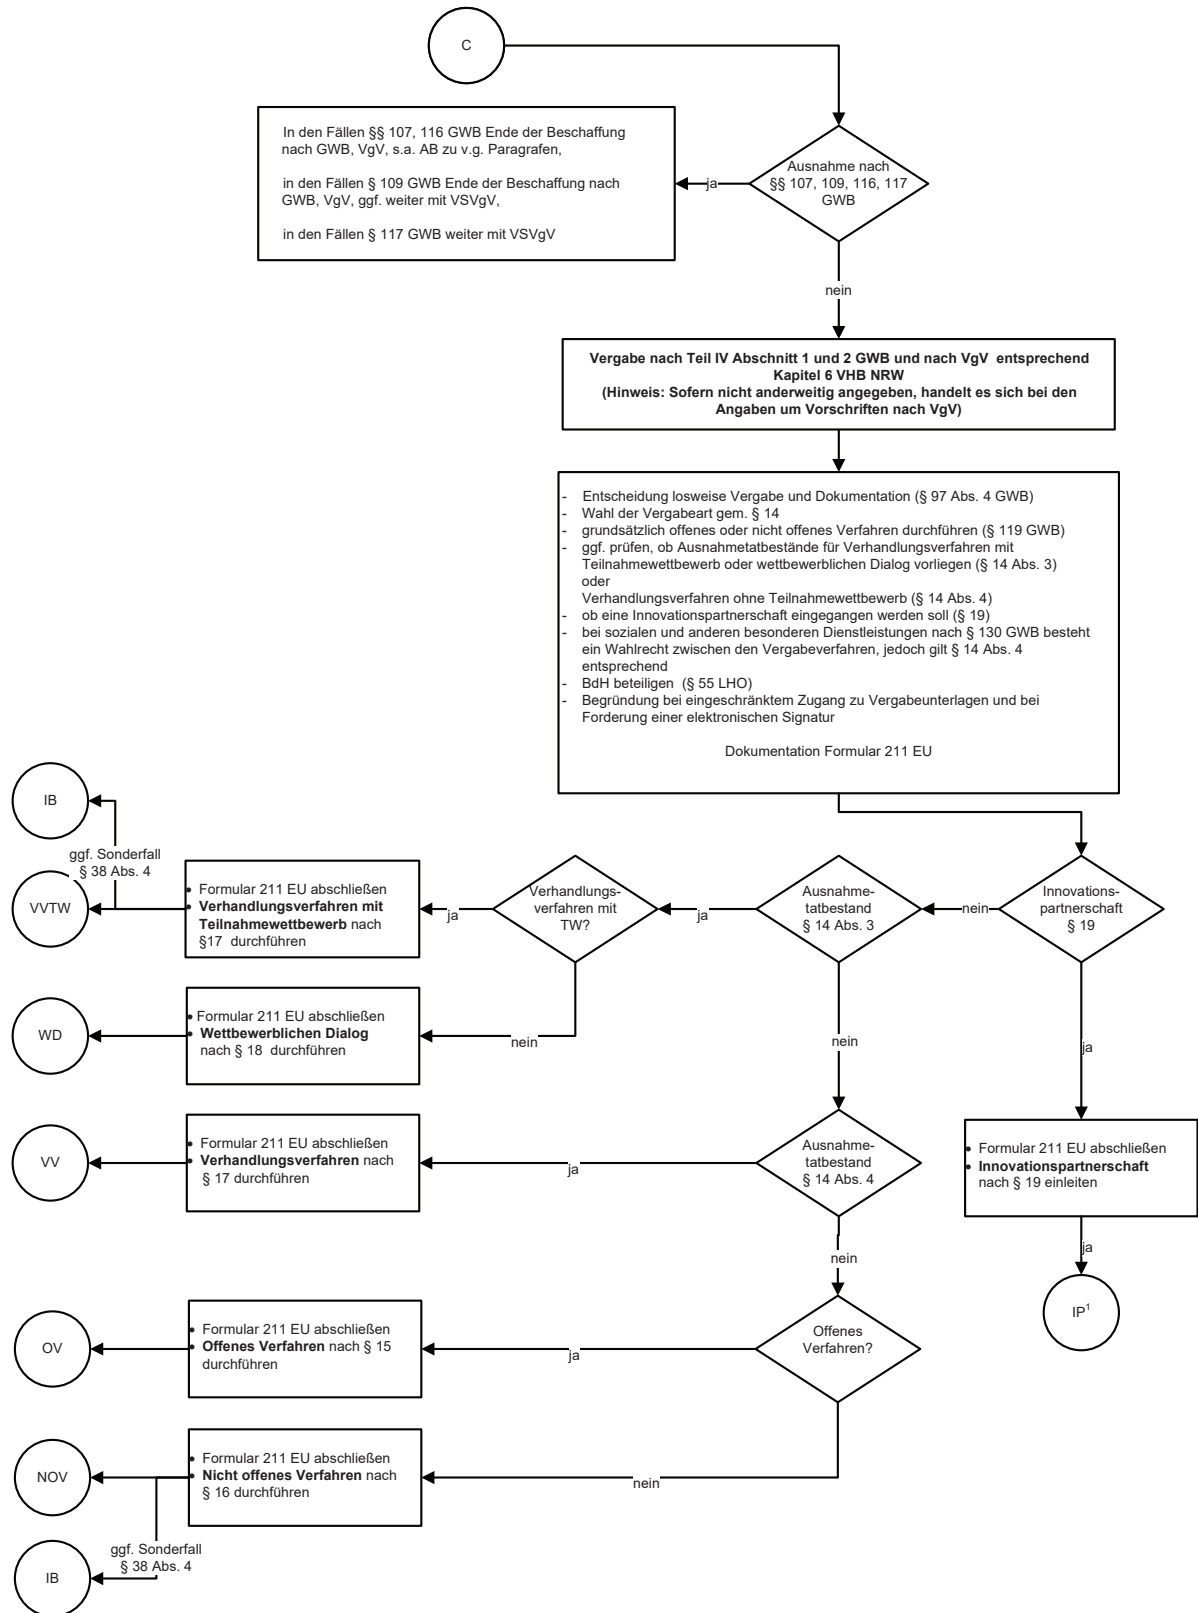 C
In den Fällen §§ 107, 116 GWB Ende der Beschaffung
nach GWB, VgV, s.a. AB zu v.g. Paragrafen,
in den Fällen § 109 GWB Ende der Beschaffung nach
GWB, VgV, ggf. weiter mit VSVgV,
in den Fällen § 117 GWB weiter mit VSVgV
ja
Ausnahme nach
§§ 107, 109, 116, 117
GWB
nein
Vergabe nach Teil IV Abschnitt 1 und 2 GWB und nach VgV entsprechend
Kapitel 6 VHB NRW
(Hinweis: Sofern nicht anderweitig angegeben, handelt es sich bei den
Angaben um Vorschriften nach VgV)
- Entscheidung losweise Vergabe und Dokumentation (§ 97 Abs. 4 GWB)
- Wahl der Vergabeart gem. § 14
- grundsätzlich offenes oder nicht offenes Verfahren durchführen (§ 119 GWB)
- ggf. prüfen, ob Ausnahmetatbestände für Verhandlungsverfahren mit
Teilnahmewettbewerb oder wettbewerblichen Dialog vorliegen (§ 14 Abs. 3)
oder
Verhandlungsverfahren ohne Teilnahmewettbewerb (§ 14 Abs. 4)
- ob eine Innovationspartnerschaft eingegangen werden soll (§ 19)
- bei sozialen und anderen besonderen Dienstleistungen nach § 130 GWB besteht
ein Wahlrecht zwischen den Vergabeverfahren, jedoch gilt § 14 Abs. 4
entsprechend
- BdH beteiligen (§ 55 LHO)
- Begründung bei eingeschränktem Zugang zu Vergabeunterlagen und bei
Forderung einer elektronischen Signatur
Dokumentation Formular 211 EU
IB
ggf. Sonderfall
§ 38 Abs. 4
VVTW
• Formular 211 EU abschließen
• Verhandlungsverfahren mit
Teilnahmewettbewerb nach
§17 durchführen
ja
Verhandlungs-
verfahren mit
TW?
ja
Ausnahme-
tatbestand
§ 14 Abs. 3
nein
Innovations-
partnerschaft
§ 19
WD
• Formular 211 EU abschließen
• Wettbewerblichen Dialog
nach § 18 durchführen
nein
nein
ja
VV
• Formular 211 EU abschließen
• Verhandlungsverfahren nach
§ 17 durchführen
ja
Ausnahme-
tatbestand
§ 14 Abs. 4
• Formular 211 EU abschließen
• Innovationspartnerschaft
nach § 19 einleiten
nein
ja
IP¹
OV
• Formular 211 EU abschließen
• Offenes Verfahren nach § 15
durchführen
ja
Offenes
Verfahren?
NOV
• Formular 211 EU abschließen
• Nicht offenes Verfahren nach
§ 16 durchführen
nein
ggf. Sonderfall
§ 38 Abs. 4
IB